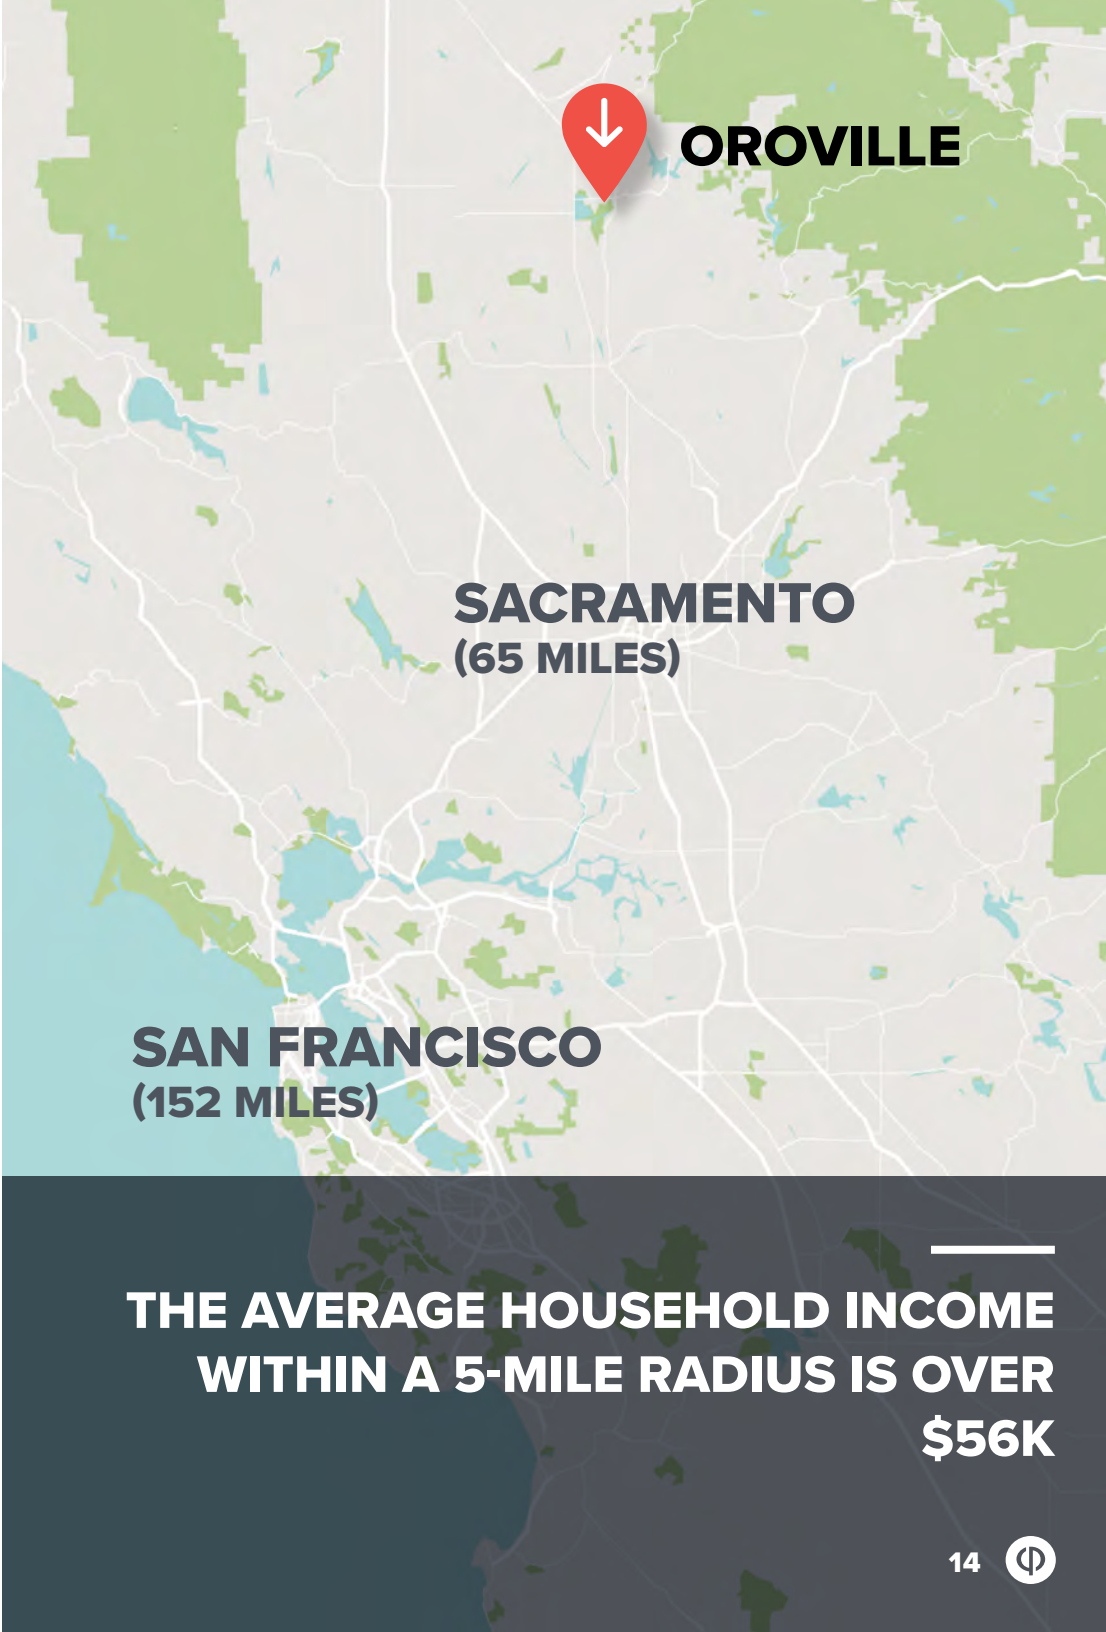 OROVILLE
SACRAMENTO
(65 MILES)
SAN FRANCISCO
(152 MILES)
THE AVERAGE HOUSEHOLD INCOME
WITHIN A 5-MILE RADIUS IS OVER
$56K
14